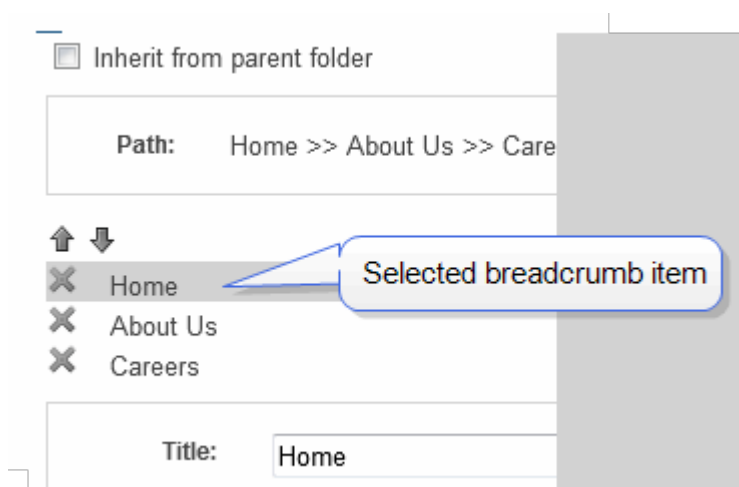 Inherit from parent folder
Path: Home >> About Us >> Care
Home
Selected breadcrumb item
About Us
Careers
Title: Home